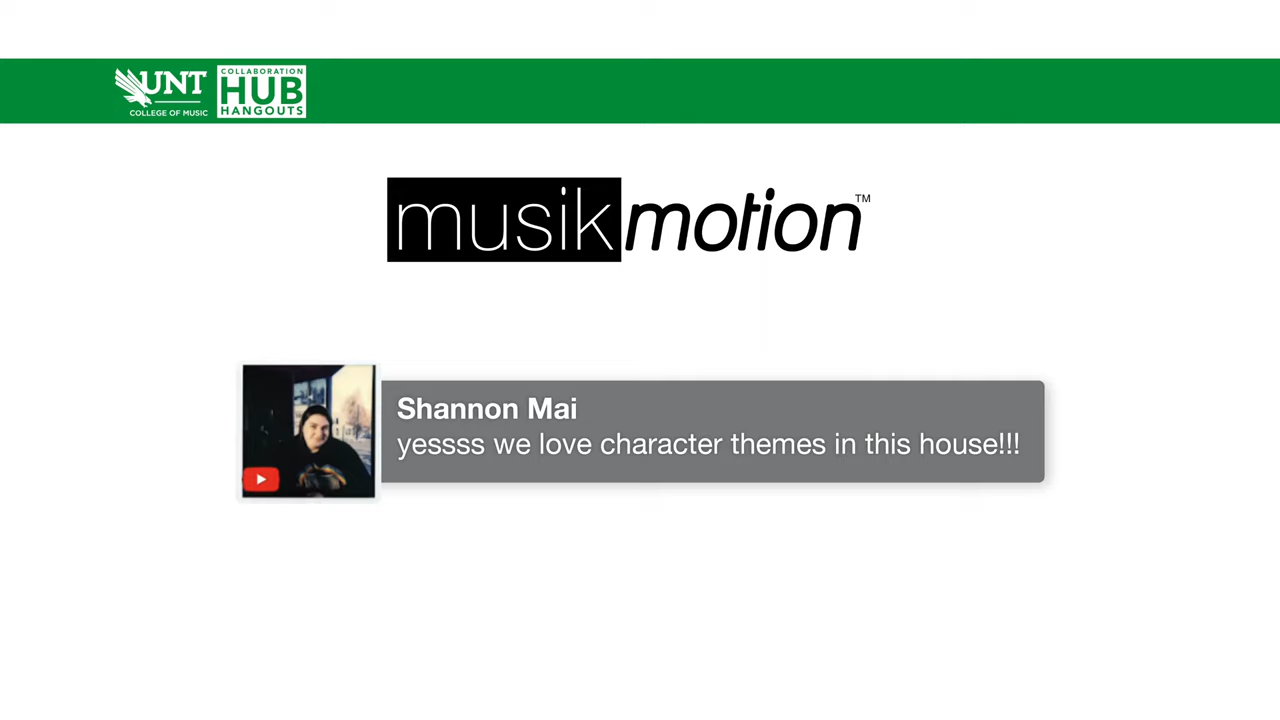 UNT
COLLEGE OF MUSIC
COLLABORATION
HUB
HANGOUTS
musikmotion™
Shannon Mai
yessss we love character themes in this house!!!